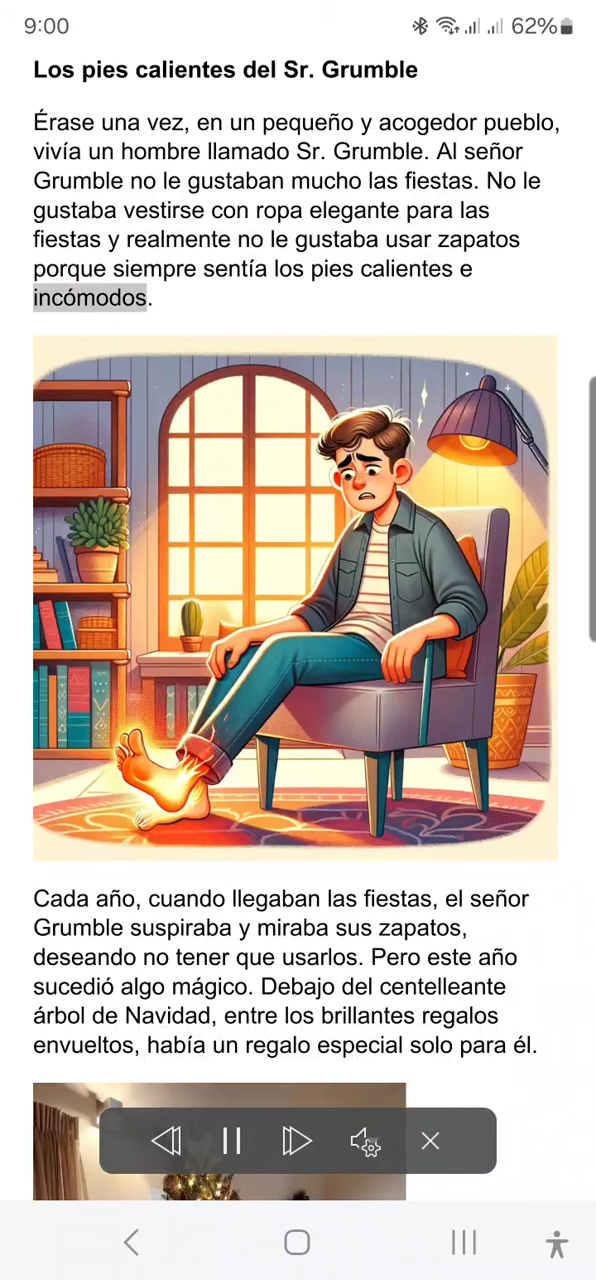 9:00
62%
Los pies calientes del Sr. Grumble
Érase una vez, en un pequeño y acogedor pueblo,
vivía un hombre llamado Sr. Grumble. Al señor
Grumble no le gustaban mucho las fiestas. No le
gustaba vestirse con ropa elegante para las
fiestas y realmente no le gustaba usar zapatos
porque siempre sentía los pies calientes e
incómodos.
Cada año, cuando llegaban las fiestas, el señor
Grumble suspiraba y miraba sus zapatos,
deseando no tener que usarlos. Pero este año
sucedió algo mágico. Debajo del centelleante
árbol de Navidad, entre los brillantes regalos
envueltos, había un regalo especial solo para él.